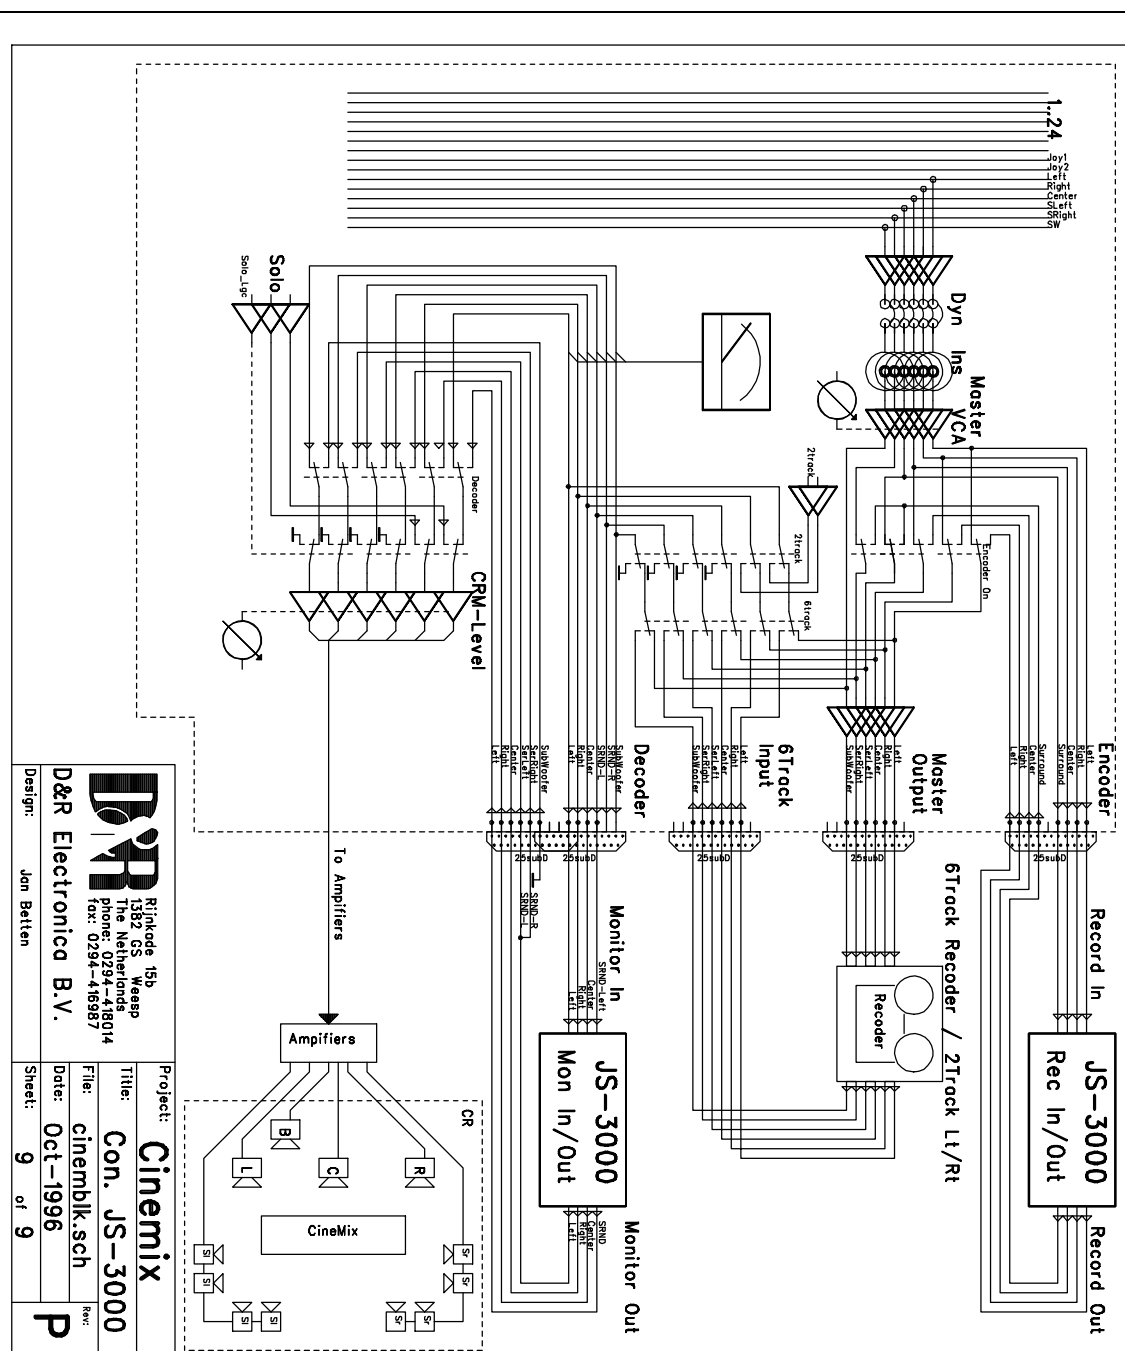 1..24
Joy1
Joy2
Left
Right
Center
SLeft
SRight
SW
Solo
Solo_Lgc
Dyn
Ins
Master
VCA
2track
2track
6track
Encoder On
Decoder
CRM-Level
Left
Right
Center
SerLeft
SerRight
SubWoofer
Left
Right
Center
SRND-L
SRND-R
SubWoofer
Decoder
SubWoofer
SerRight
SerLeft
Center
Right
Left
6Track
Input
SubWoofer
SerRight
SerLeft
Center
Right
Left
Master
Output
Left
Right
Center
Surround
Surround
Center
Right
Left
Encoder
25subD
25subD
25subD
25subD
25subD
SRND-R
SRND-L
To Amplifiers
Monitor In
SRND-Left
Center
Right
Left
JS-3000
Mon In/Out
SRND
Center
Right
Left
Monitor Out
6Track Recoder / 2Track Lt/Rt
Recoder
Record In
JS-3000
Rec In/Out
Record Out
Ampifiers
CR
B
L
C
R
CineMix
Sl
Sl
Sl
Sl
Sr
Sr
Sr
Sr
D&R
Rijnkade 15b
1382 GS Weesp
The Netherlands
phone: 0294-418014
fax: 0294-416987
D&R Electronica B.V.
Design: Jan Betten
Project: Cinemix
Title: Con. JS-3000
File: cinemblk.sch
Date: Oct-1996
Rev: P
Sheet: 9 of 9